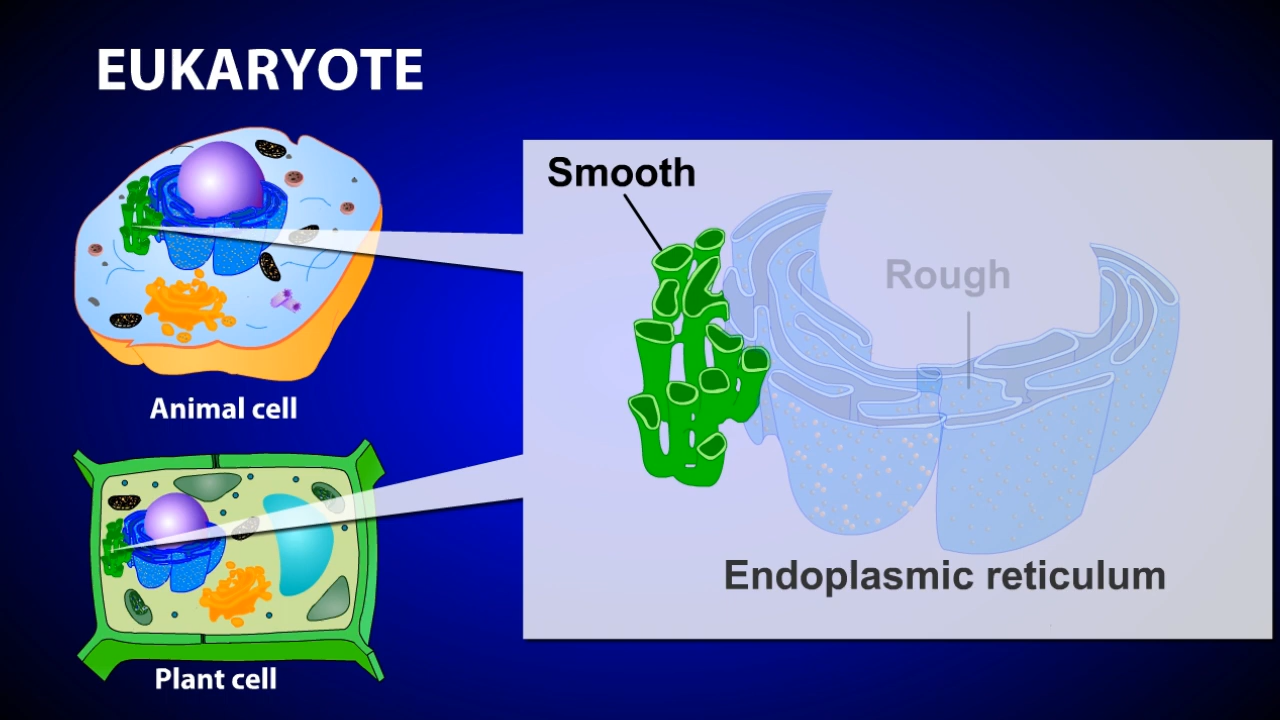 EUKARYOTE
Animal cell
Plant cell
Smooth
Rough
Endoplasmic reticulum